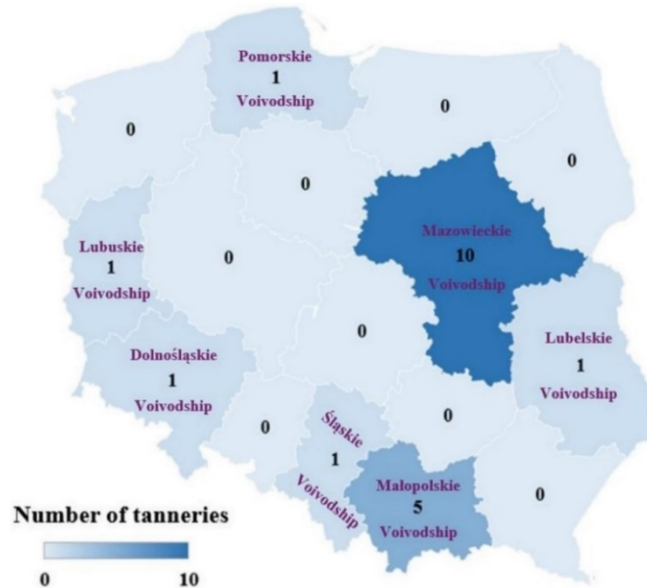 Pomorskie
1
Voivodship
0
0
0
0
Mazowieckie
10
Voivodship
Lubuskie
1
Voivodship
0
0
Lubelskie
1
Voivodship
Dolnośląskie
1
Voivodship
0
0
Śląskie
1
Voivodship
Małopolskie
5
Voivodship
0
Number of tanneries
0 10